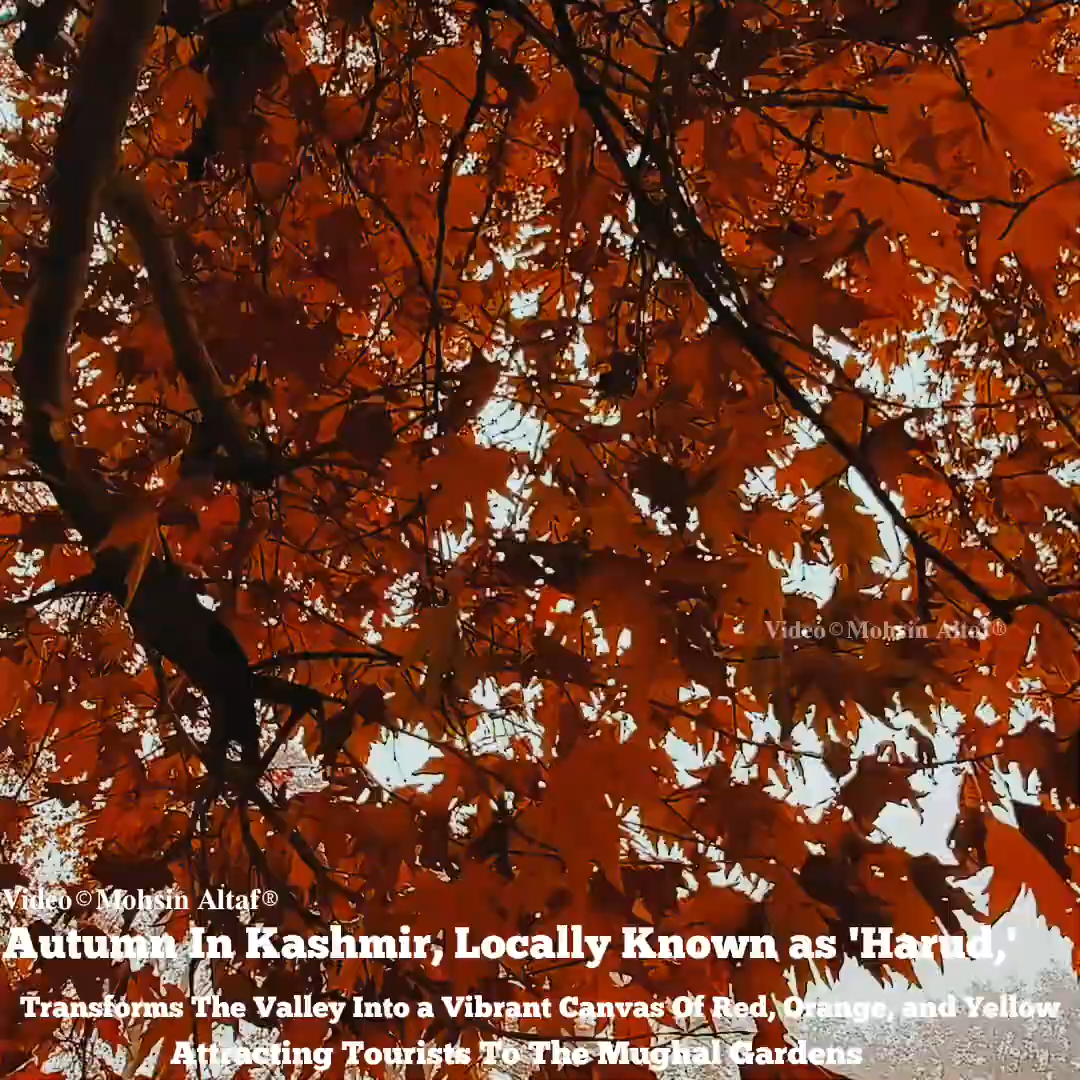 Video©Mohsin Altaf®
Video©Mohsin Altaf®
Autumn In Kashmir, Locally Known as 'Harud,'
Transforms The Valley Into a Vibrant Canvas Of Red, Orange, and Yellow
Attracting Tourists To The Mughal Gardens